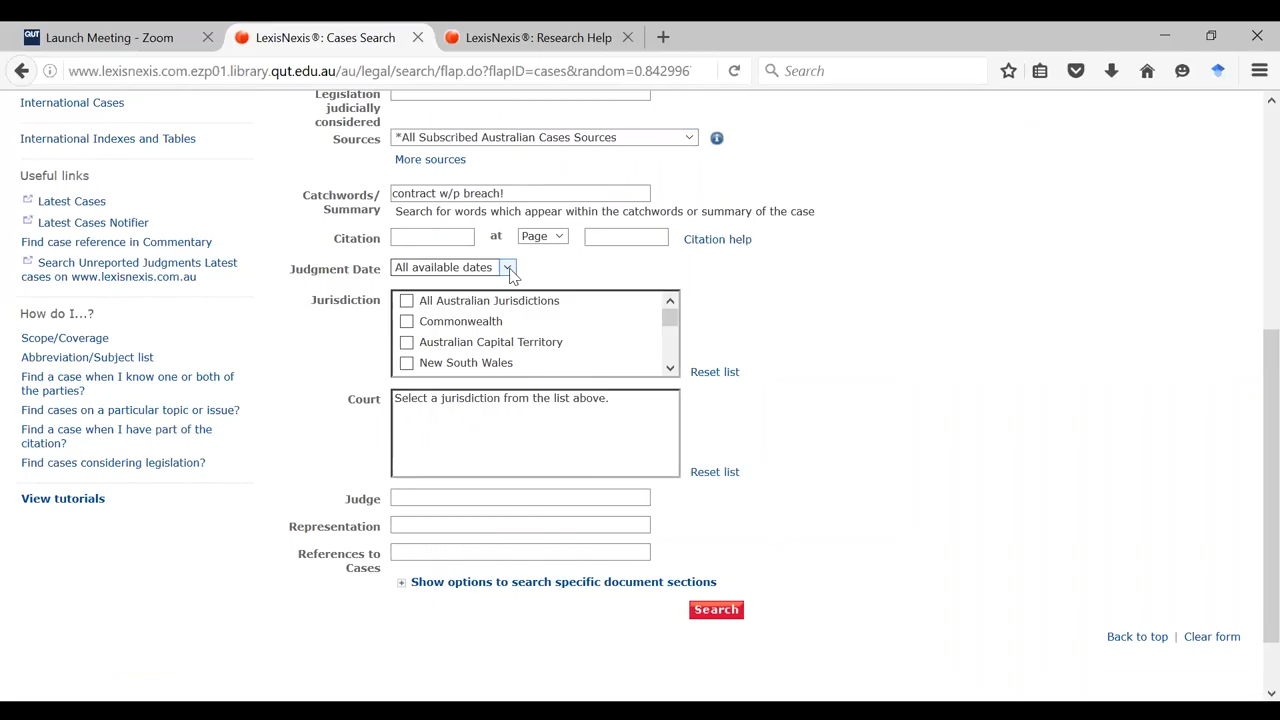 QUT Launch Meeting - Zoom
LexisNexis®: Cases Search
LexisNexis®: Research Help
www.lexisnexis.com.ezp01.library.qut.edu.au/au/legal/search/flap.do?flapID=cases&random=0.842996
Search
International Cases
International Indexes and Tables
Useful links
Latest Cases
Latest Cases Notifier
Find case reference in Commentary
Search Unreported Judgments Latest
cases on www.lexisnexis.com.au
How do I...?
Scope/Coverage
Abbreviation/Subject list
Find a case when I know one or both of
the parties?
Find cases on a particular topic or issue?
Find a case when I have part of the
citation?
Find cases considering legislation?
View tutorials
Legislation
judicially
considered
Sources *All Subscribed Australian Cases Sources
More sources
Catchwords/ contract w/p breach!
Summary Search for words which appear within the catchwords or summary of the case
Citation at Page Citation help
Judgment Date All available dates
Jurisdiction All Australian Jurisdictions
Commonwealth
Australian Capital Territory
New South Wales
Reset list
Court Select a jurisdiction from the list above.
Reset list
Judge
Representation
References to
Cases
Show options to search specific document sections
Search
Back to top | Clear form